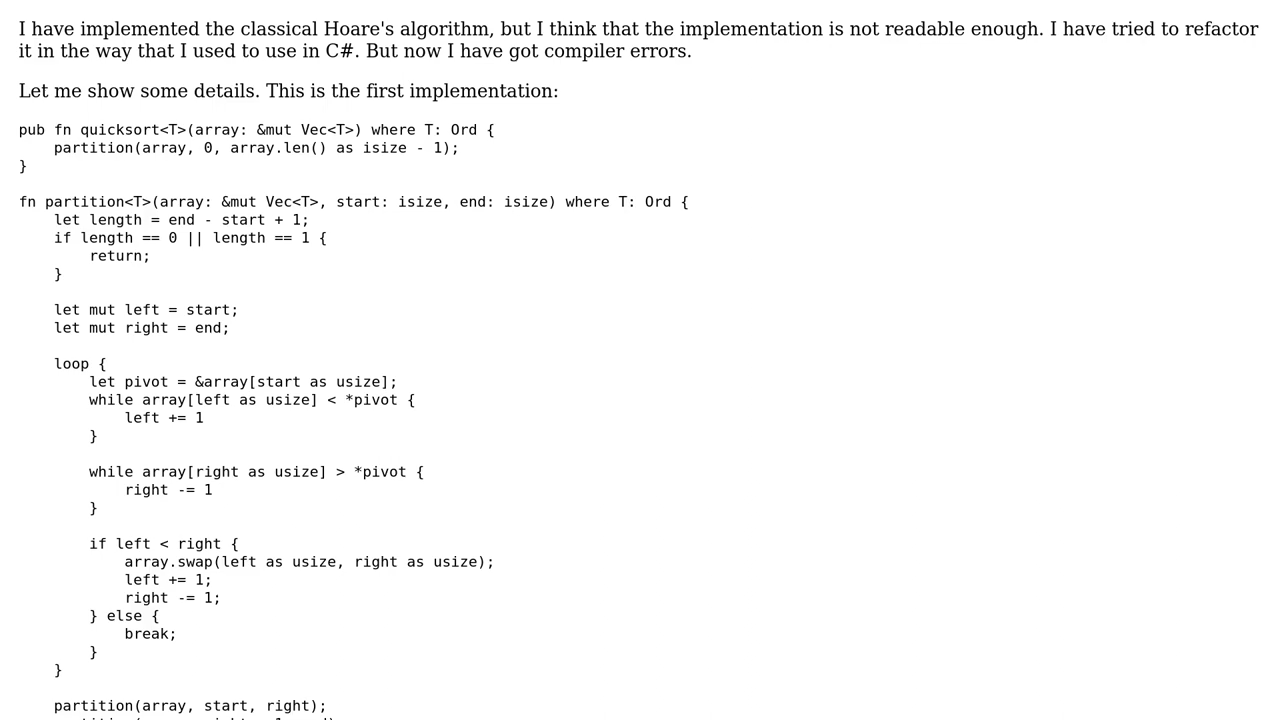 I have implemented the classical Hoare's algorithm, but I think that the implementation is not readable enough. I have tried to refactor
it in the way that I used to use in C#. But now I have got compiler errors.
Let me show some details. This is the first implementation:
pub fn quicksort<T>(array: &mut Vec<T>) where T: Ord {
    partition(array, 0, array.len() as isize - 1);
}
fn partition<T>(array: &mut Vec<T>, start: isize, end: isize) where T: Ord {
    let length = end - start + 1;
    if length == 0 || length == 1 {
        return;
    }
    let mut left = start;
    let mut right = end;
    loop {
        let pivot = &array[start as usize];
        while array[left as usize] < *pivot {
            left += 1
        }
        while array[right as usize] > *pivot {
            right -= 1
        }
        if left < right {
            array.swap(left as usize, right as usize);
            left += 1;
            right -= 1;
        } else {
            break;
        }
    }
    partition(array, start, right);